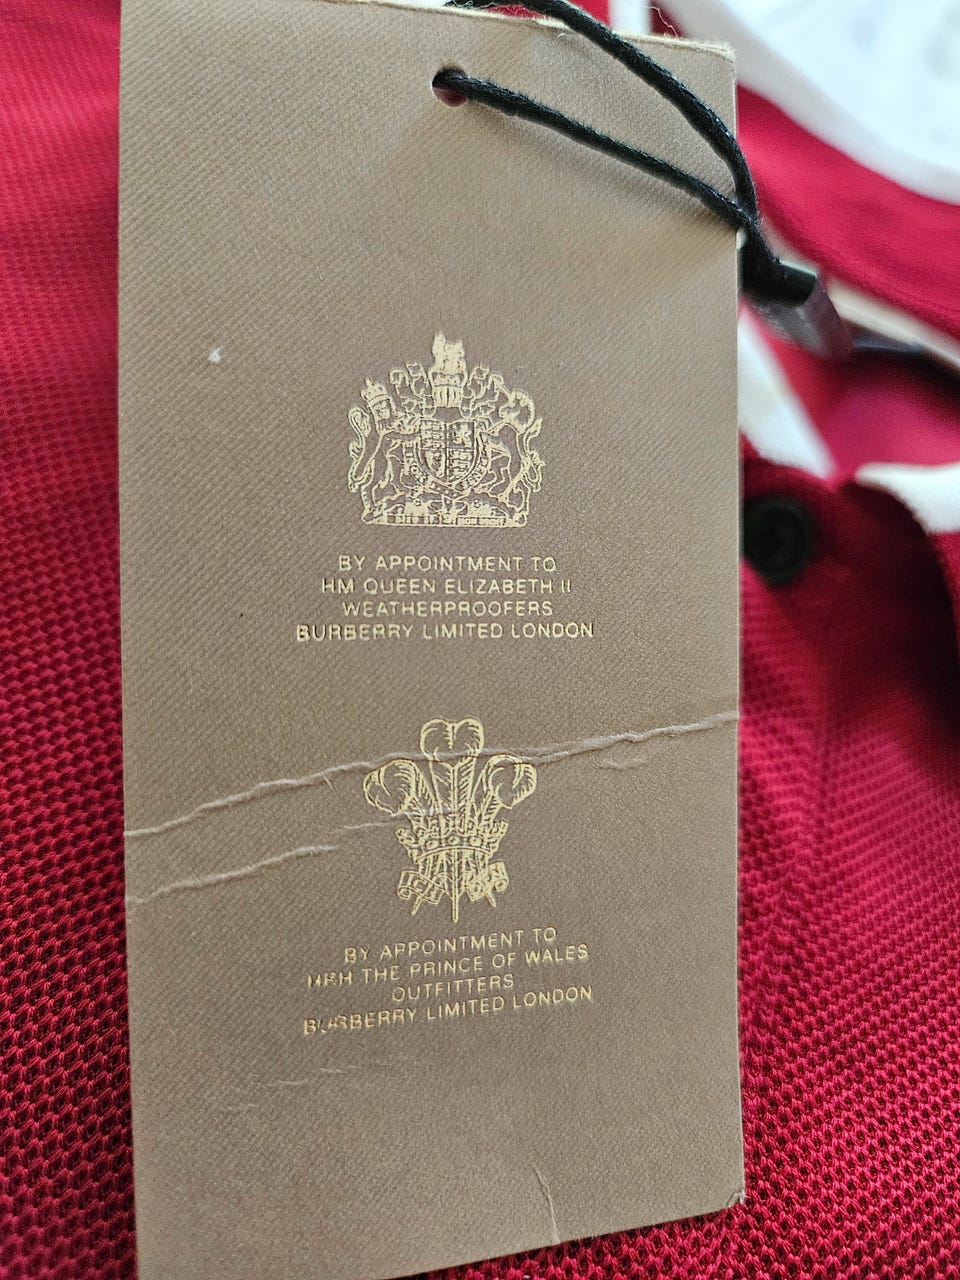 BY APPOINTMENT TO
HM QUEEN ELIZABETH II
WEATHERPROOFERS
BURBERRY LIMITED LONDON
BY APPOINTMENT TO
HRH THE PRINCE OF WALES
OUTFITTERS
BURBERRY LIMITED LONDON